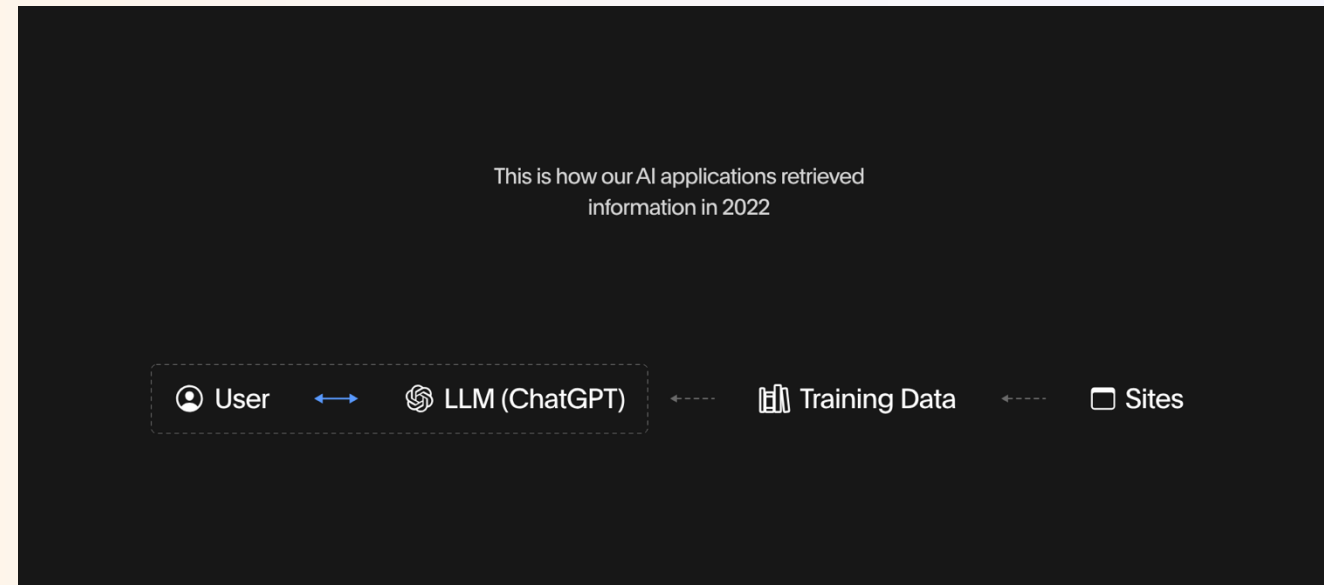 This is how our AI applications retrieved
information in 2022
User LLM (ChatGPT) Training Data Sites